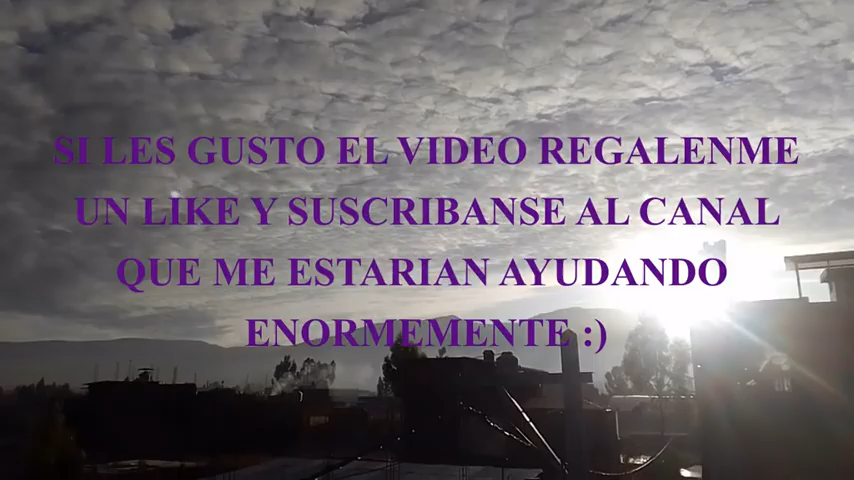 SI LES GUSTO EL VIDEO REGALENME
UN LIKE Y SUSCRIBANSE AL CANAL
QUE ME ESTARIAN AYUDANDO
ENORMEMENTE :)